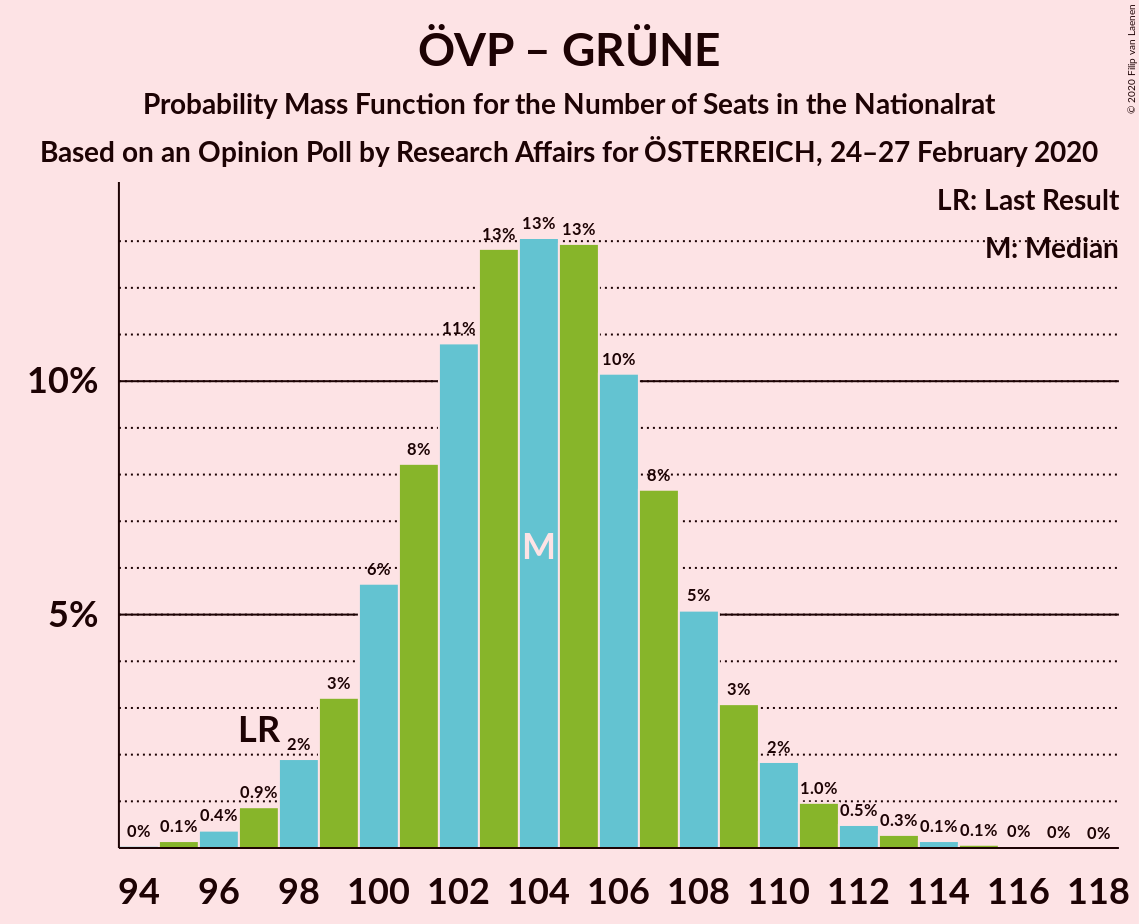 ÖVP – GRÜNE
Probability Mass Function for the Number of Seats in the Nationalrat
Based on an Opinion Poll by Research Affairs for ÖSTERREICH, 24–27 February 2020
© 2020 Filip van Laenen
LR: Last Result
M: Median
10%
5%
0% 0.1% 0.4% 0.9% 2% 3% 6% 8% 11% 13% 13% 13% 10% 8% 5% 3% 2% 1.0% 0.5% 0.3% 0.1% 0.1% 0% 0% 0%
LR
M
94 96 98 100 102 104 106 108 110 112 114 116 118